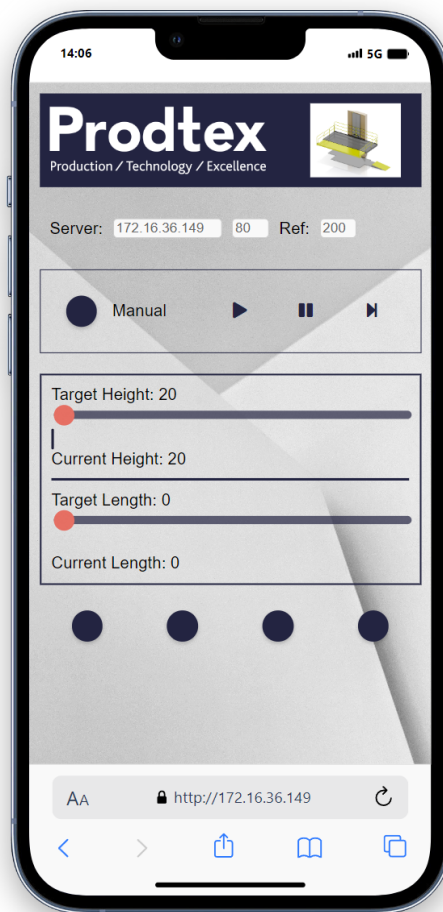 14:06 5G
Prodtex
Production / Technology / Excellence
Server: 172.16.36.149 80 Ref: 200
Manual
Target Height: 20
Current Height: 20
Target Length: 0
Current Length: 0
AA http://172.16.36.149